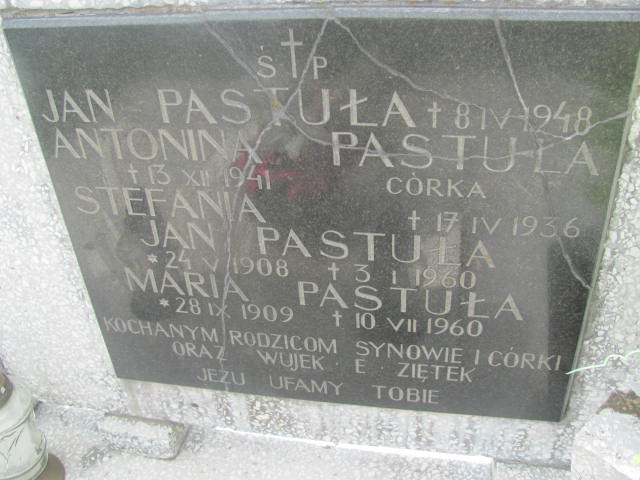 Ś † P
JAN PASTUŁA † 8 IV 1948
ANTONINA PASTUŁA
† 13 XII 1941 CÓRKA
STEFANIA † 17 IV 1936
JAN PASTUŁA
* 24 V 1908 † 3 I 1960
MARIA PASTUŁA
* 28 IX 1909 † 10 VII 1960
KOCHANYM RODZICOM SYNOWIE I CÓRKI
ORAZ WUJEK E ZIĘTEK
JEZU UFAMY TOBIE